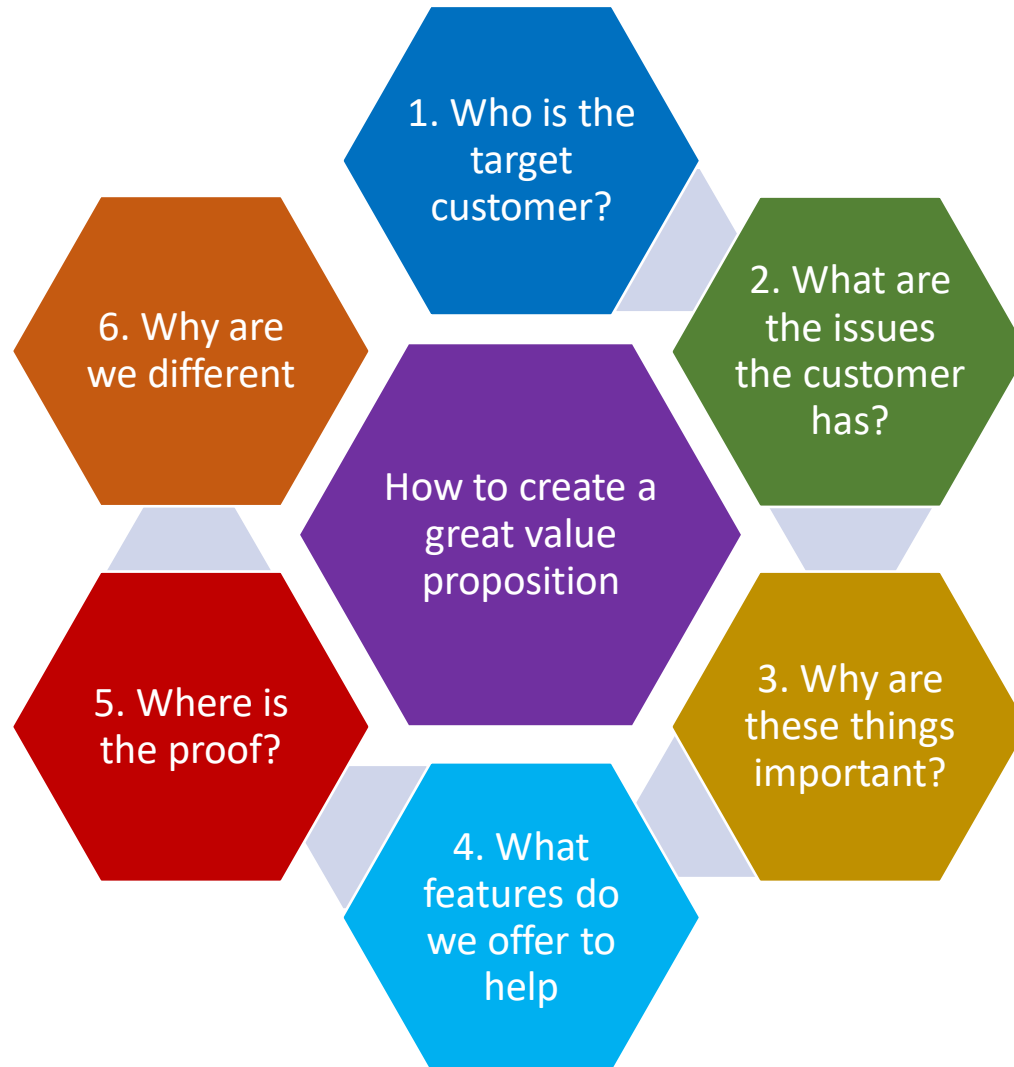 1. Who is the
target
customer?
2. What are
the issues
the customer
has?
3. Why are
these things
important?
4. What
features do
we offer to
help
5. Where is
the proof?
6. Why are
we different
How to create a
great value
proposition